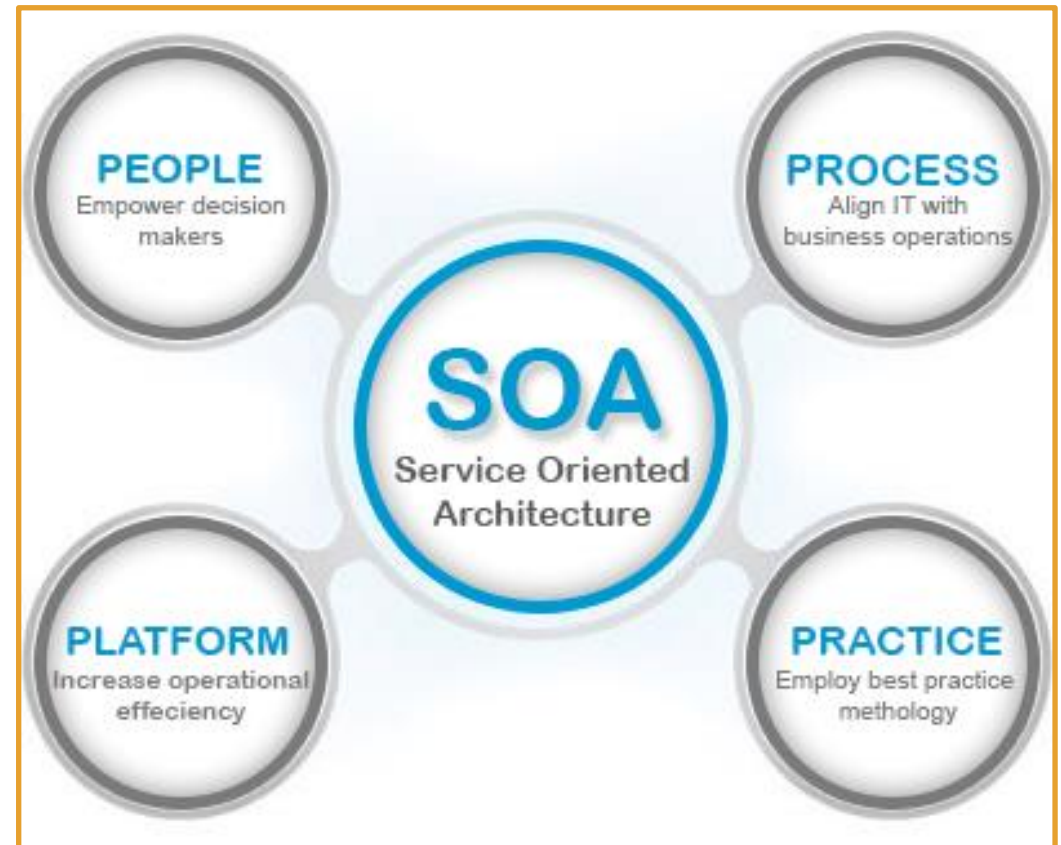 PEOPLE
Empower decision
makers
PROCESS
Align IT with
business operations
SOA
Service Oriented
Architecture
PLATFORM
Increase operational
effeciency
PRACTICE
Employ best practice
methology